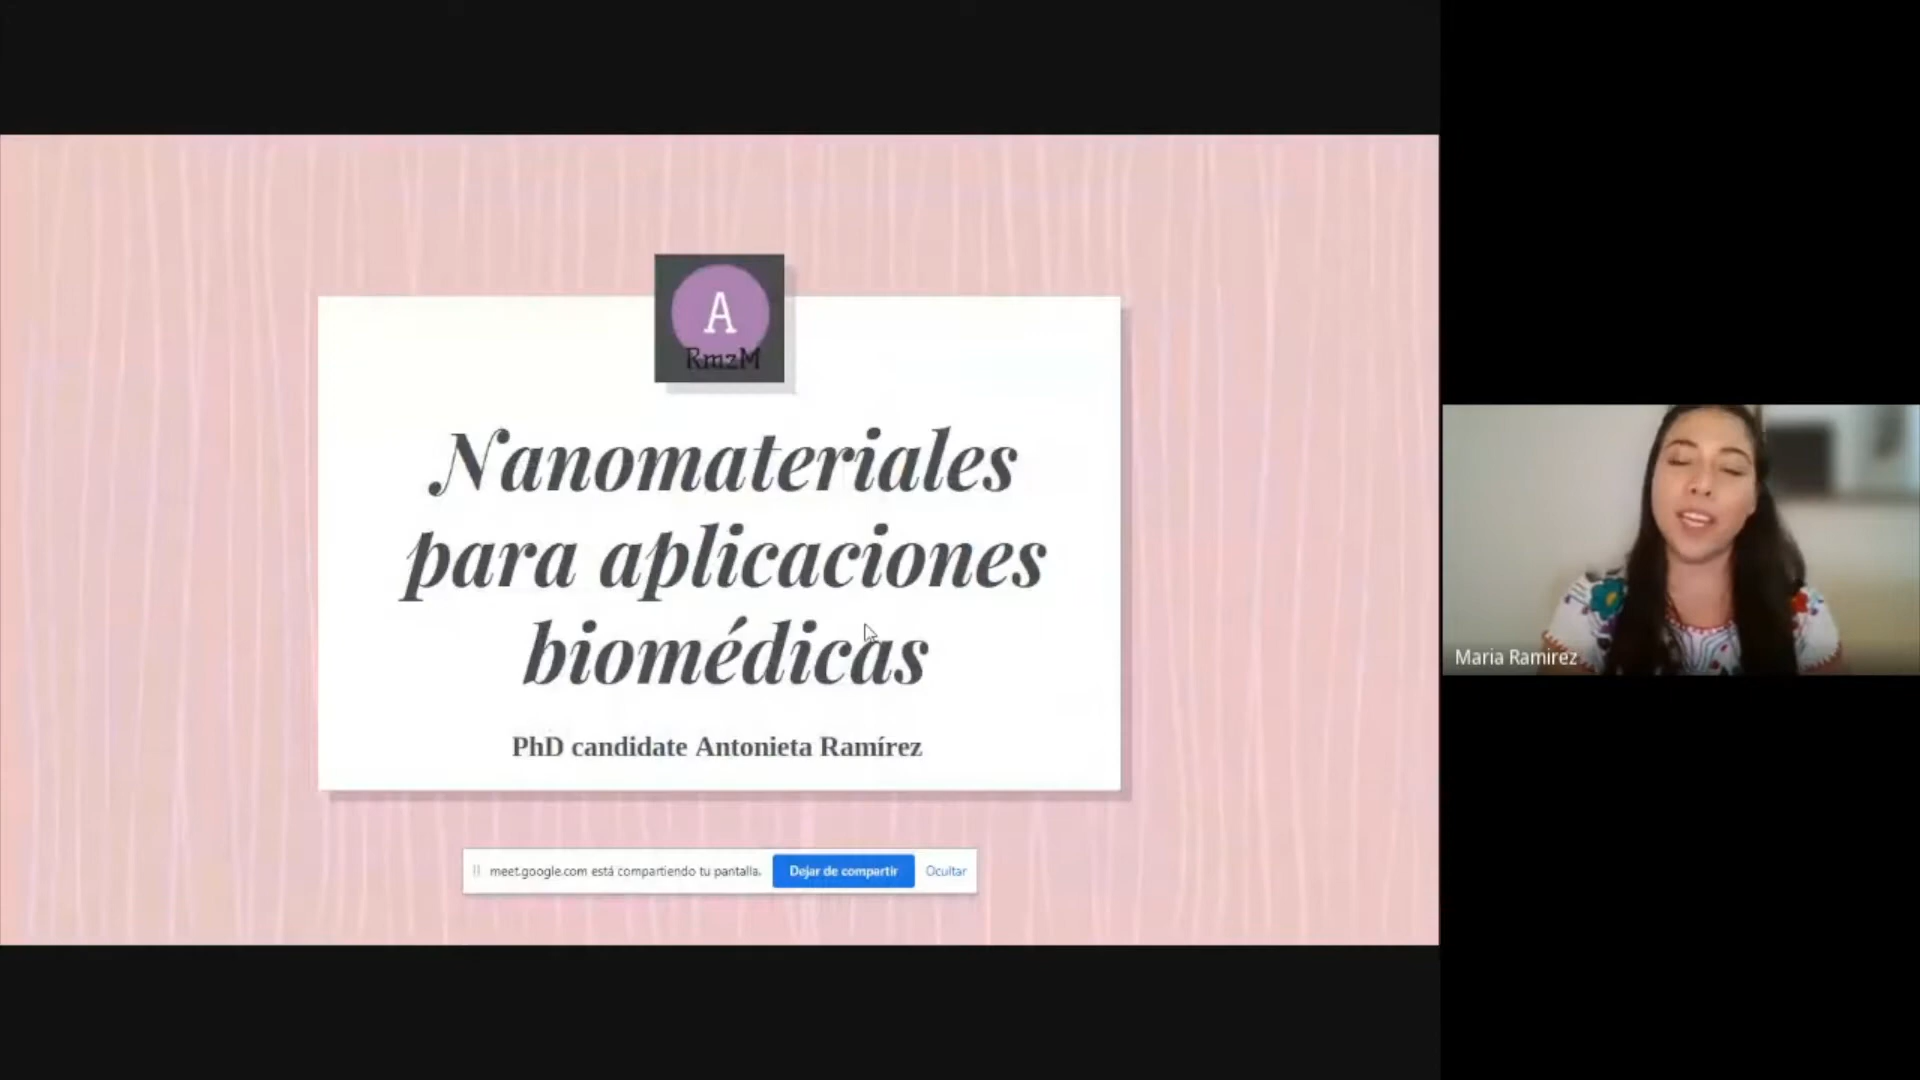 A
RmzM
Nanomateriales
para aplicaciones
biomédicas
PhD candidate Antonieta Ramírez
meet.google.com está compartiendo tu pantalla.
Dejar de compartir
Ocultar
Maria Ramirez